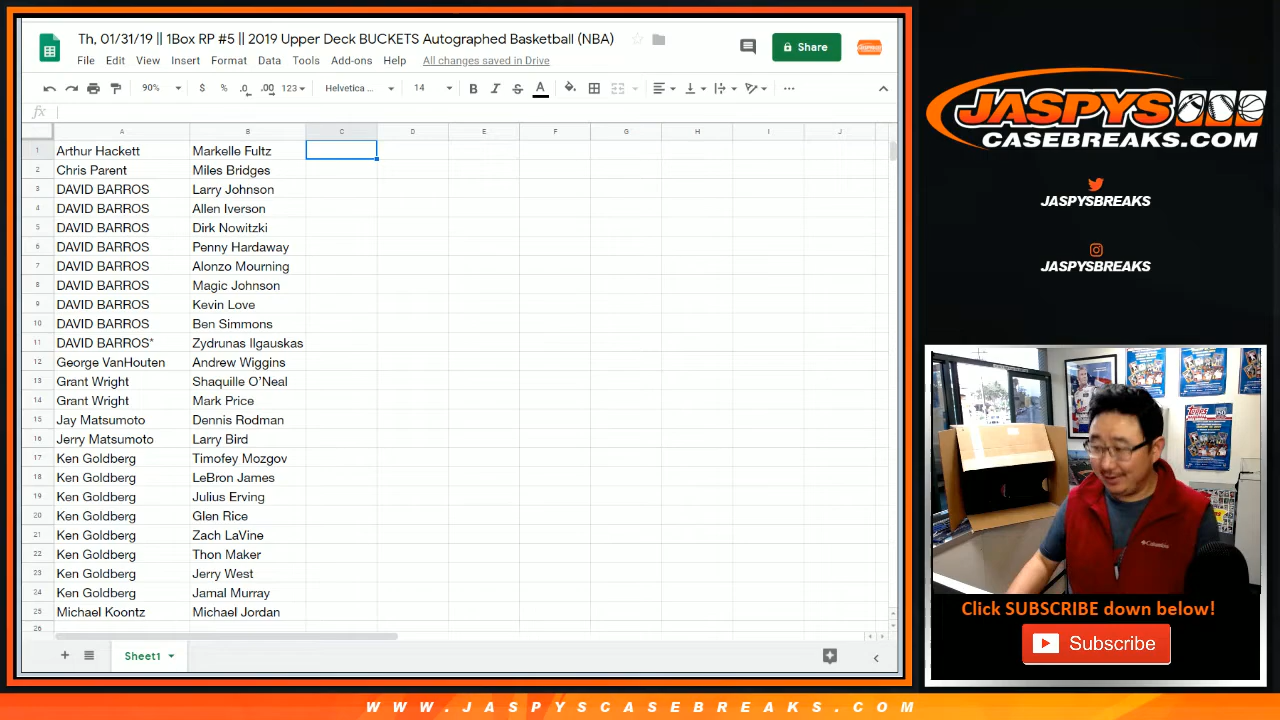 Th, 01/31/19 || 1Box RP #5 || 2019 Upper Deck BUCKETS Autographed Basketball (NBA)
Share
File Edit View Insert Format Data Tools Add-ons Help All changes saved in Drive
90% $ % .0 .00 123 Helvetica ... 14 B I S A
fx
A B C D E F G H I J
1 Arthur Hackett Markelle Fultz
2 Chris Parent Miles Bridges
3 DAVID BARROS Larry Johnson
4 DAVID BARROS Allen Iverson
5 DAVID BARROS Dirk Nowitzki
6 DAVID BARROS Penny Hardaway
7 DAVID BARROS Alonzo Mourning
8 DAVID BARROS Magic Johnson
9 DAVID BARROS Kevin Love
10 DAVID BARROS Ben Simmons
11 DAVID BARROS* Zydrunas Ilgauskas
12 George VanHouten Andrew Wiggins
13 Grant Wright Shaquille O’Neal
14 Grant Wright Mark Price
15 Jay Matsumoto Dennis Rodman
16 Jerry Matsumoto Larry Bird
17 Ken Goldberg Timofey Mozgov
18 Ken Goldberg LeBron James
19 Ken Goldberg Julius Erving
20 Ken Goldberg Glen Rice
21 Ken Goldberg Zach LaVine
22 Ken Goldberg Thon Maker
23 Ken Goldberg Jerry West
24 Ken Goldberg Jamal Murray
25 Michael Koontz Michael Jordan
26
Sheet1
JASPYS
CASEBREAKS.COM
JASPYSBREAKS
JASPYSBREAKS
Topps
Columbia
Click SUBSCRIBE down below!
Subscribe
WWW.JASPYSCASEBREAKS.COM